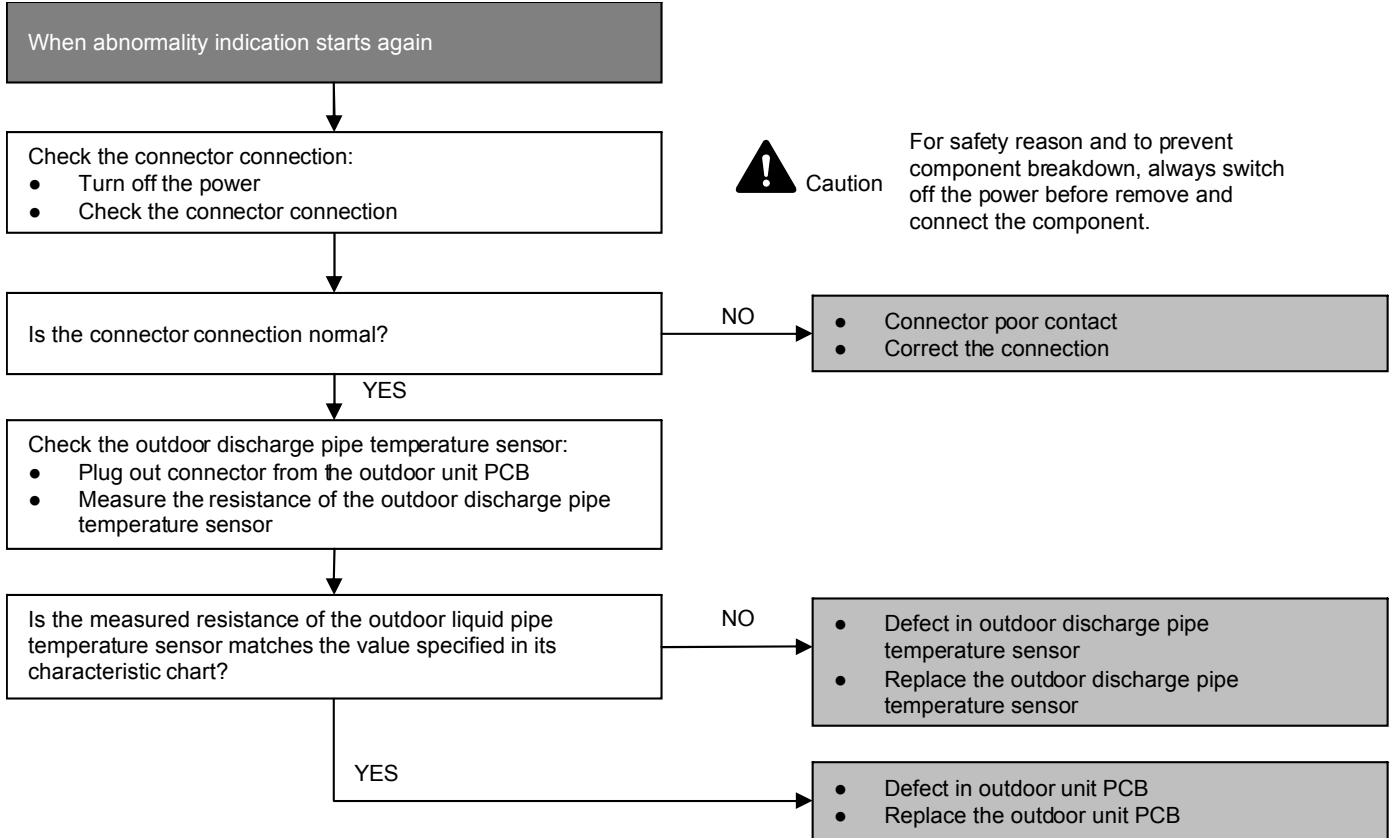 When abnormality indication starts again
Check the connector connection:
● Turn off the power
● Check the connector connection
Caution
For safety reason and to prevent
component breakdown, always switch
off the power before remove and
connect the component.
Is the connector connection normal?
NO
● Connector poor contact
● Correct the connection
YES
Check the outdoor discharge pipe temperature sensor:
● Plug out connector from the outdoor unit PCB
● Measure the resistance of the outdoor discharge pipe
temperature sensor
Is the measured resistance of the outdoor liquid pipe
temperature sensor matches the value specified in its
characteristic chart?
NO
● Defect in outdoor discharge pipe
temperature sensor
● Replace the outdoor discharge pipe
temperature sensor
YES
● Defect in outdoor unit PCB
● Replace the outdoor unit PCB